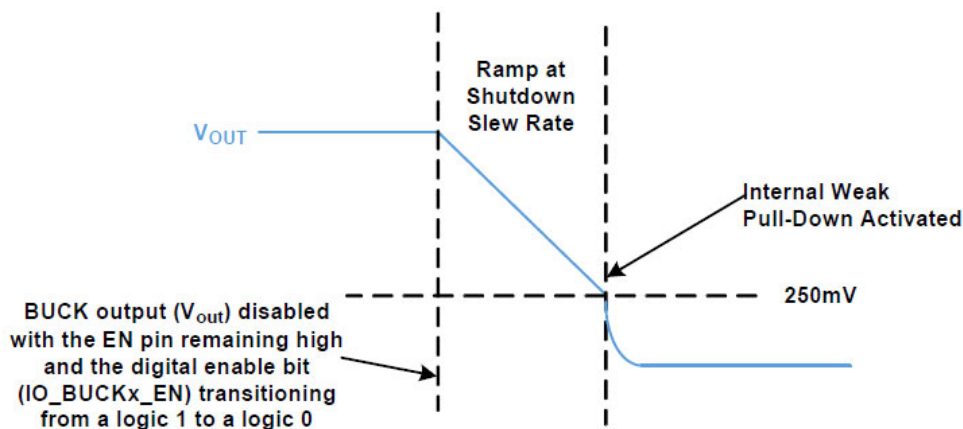 Ramp at
Shutdown
Slew Rate
VOUT
Internal Weak
Pull-Down Activated
250mV
BUCK output (Vout) disabled
with the EN pin remaining high
and the digital enable bit
(IO_BUCKx_EN) transitioning
from a logic 1 to a logic 0